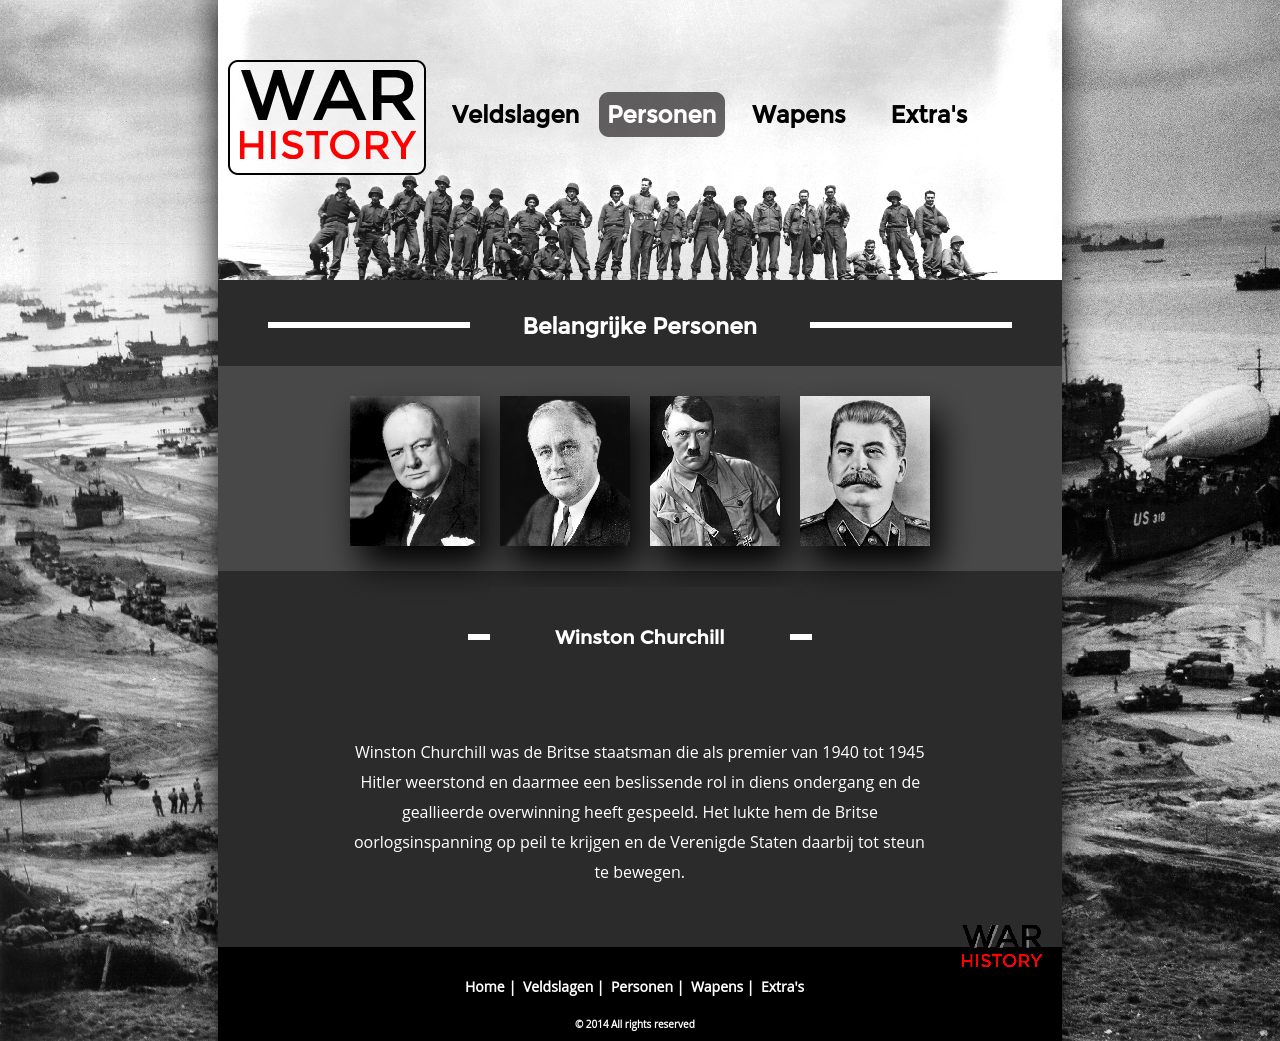 WAR
HISTORY
Veldslagen Personen Wapens Extra's
Belangrijke Personen
US 310
Winston Churchill
Winston Churchill was de Britse staatsman die als premier van 1940 tot 1945
Hitler weerstond en daarmee een beslissende rol in diens ondergang en de
geallieerde overwinning heeft gespeeld. Het lukte hem de Britse
oorlogsinspanning op peil te krijgen en de Verenigde Staten daarbij tot steun
te bewegen.
WAR
HISTORY
Home | Veldslagen | Personen | Wapens | Extra's
© 2014 All rights reserved